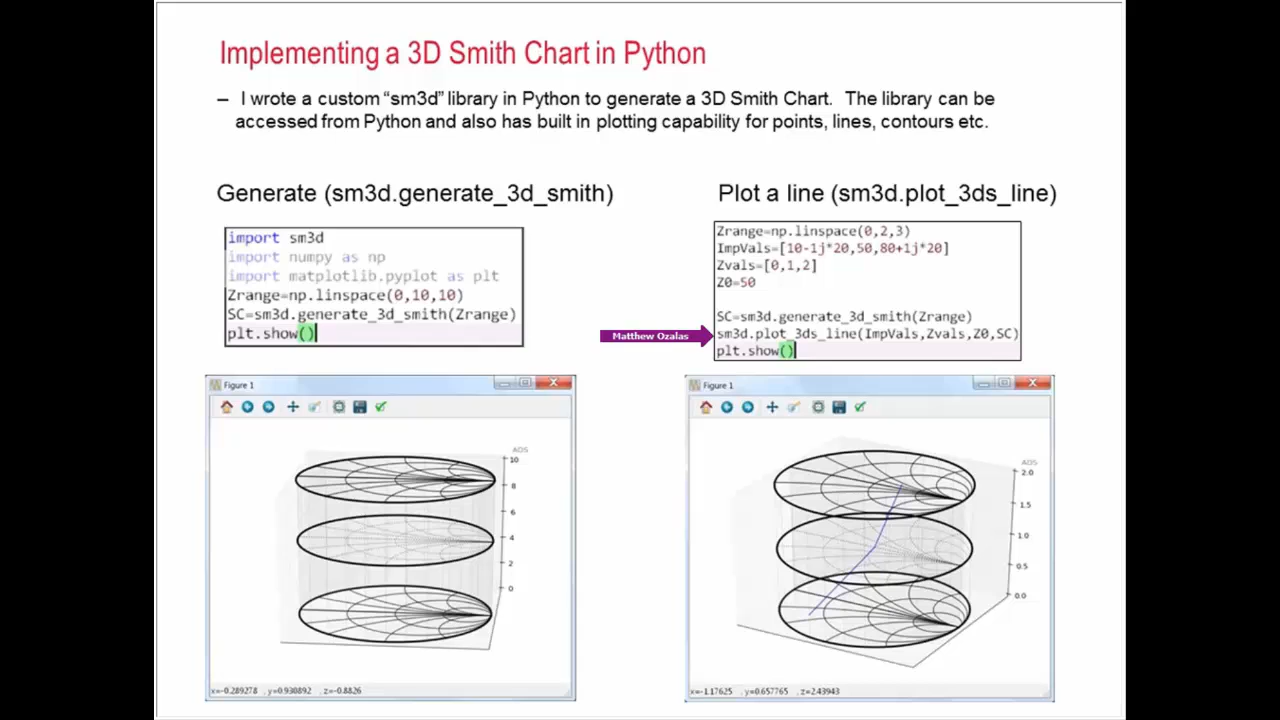 Implementing a 3D Smith Chart in Python
– I wrote a custom “sm3d” library in Python to generate a 3D Smith Chart. The library can be
accessed from Python and also has built in plotting capability for points, lines, contours etc.
Generate (sm3d.generate_3d_smith)
import sm3d
import numpy as np
import matplotlib.pyplot as plt
Zrange=np.linspace(0,10,10)
SC=sm3d.generate_3d_smith(Zrange)
plt.show()
Plot a line (sm3d.plot_3ds_line)
Zrange=np.linspace(0,2,3)
ImpVals=[10-1j*20,50,80+1j*20]
Zvals=[0,1,2]
Z0=50
SC=sm3d.generate_3d_smith(Zrange)
sm3d.plot_3ds_line(ImpVals,Zvals,Z0,SC)
plt.show()
Matthew Ozalas
Figure 1
ADS
10
8
6
4
2
0
x=-0.289278 ,y=0.930892 ,z=-0.8826
Figure 1
ADS
2.0
1.5
1.0
0.5
0.0
x=-1.17625 ,y=0.657765 ,z=2.43943